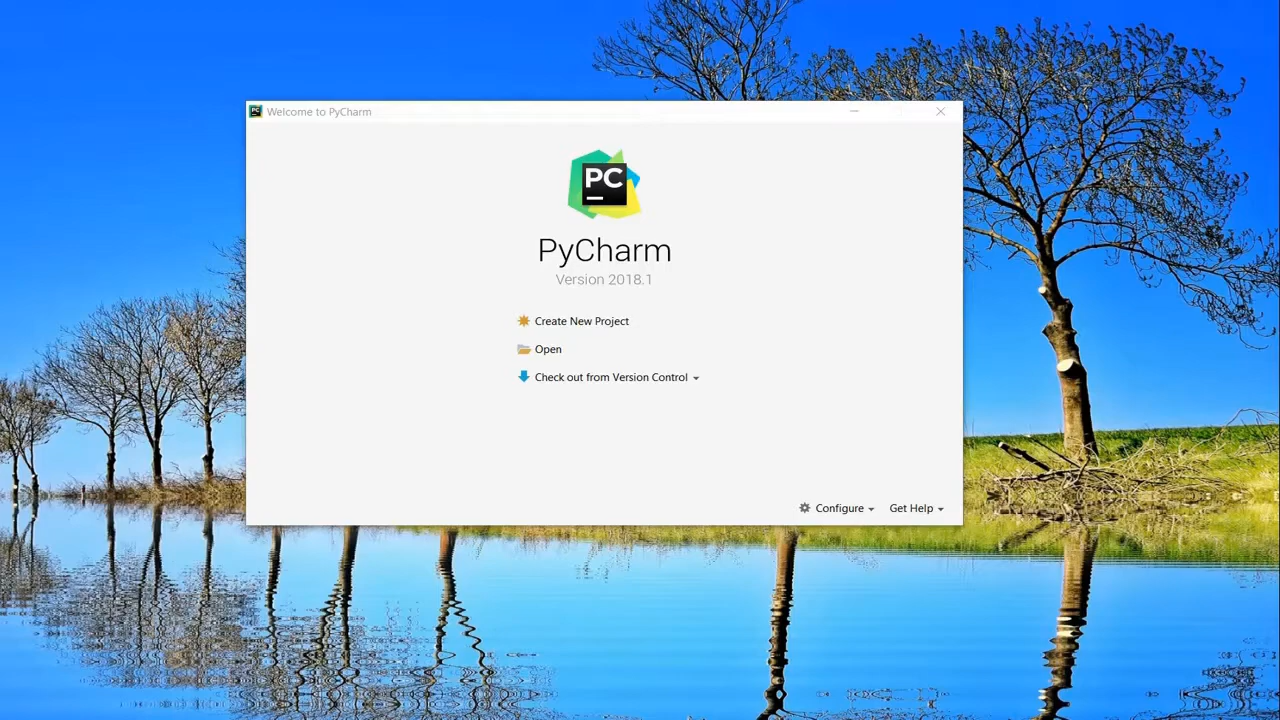 Welcome to PyCharm
PC
PyCharm
Version 2018.1
Create New Project
Open
Check out from Version Control
Configure
Get Help